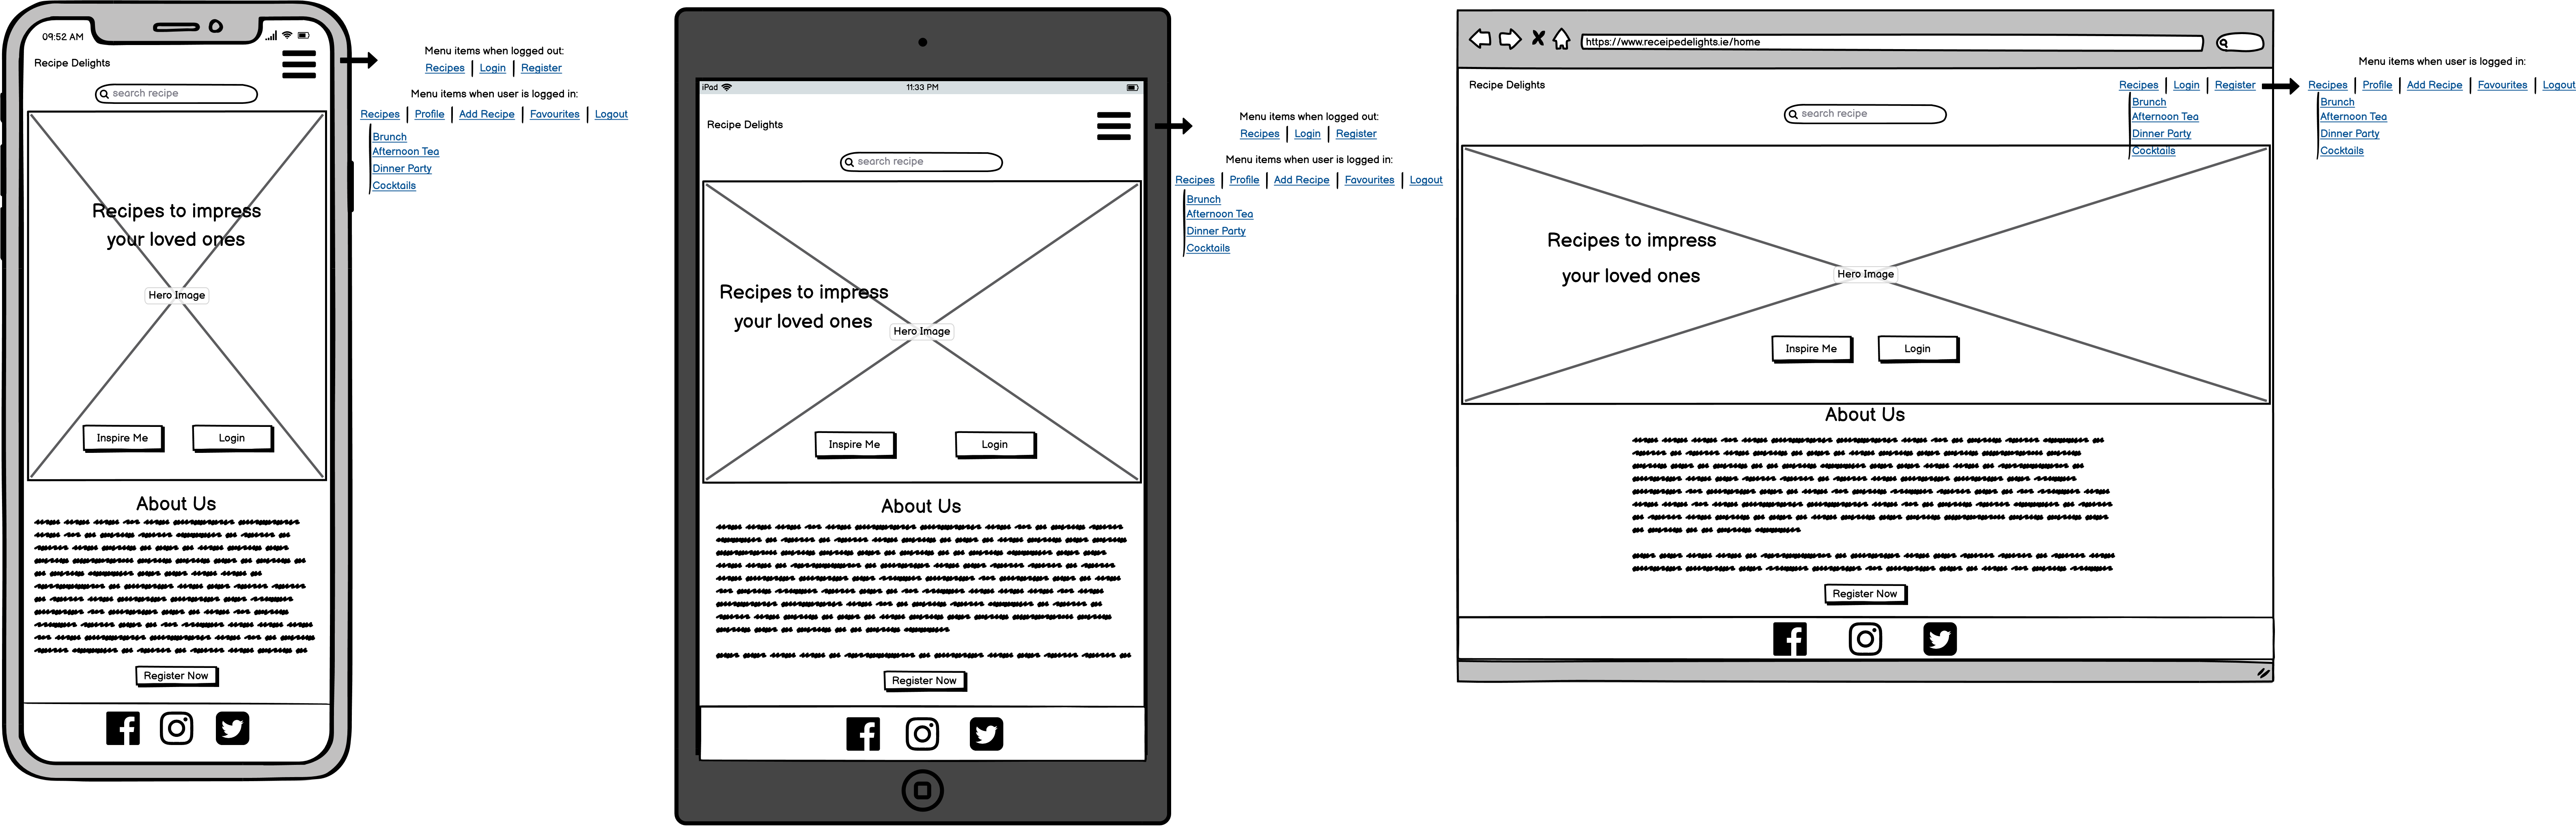 09:52 AM
Recipe Delights
search recipe
Recipes to impress
your loved ones
Hero Image
Inspire Me Login
About Us
Register Now
Menu items when logged out:
Recipes | Login | Register
Menu items when user is logged in:
Recipes | Profile | Add Recipe | Favourites | Logout
Brunch
Afternoon Tea
Dinner Party
Cocktails
iPad 11:33 PM
Recipe Delights
search recipe
Recipes to impress
your loved ones
Hero Image
Inspire Me Login
About Us
Register Now
Menu items when logged out:
Recipes | Login | Register
Menu items when user is logged in:
Recipes | Profile | Add Recipe | Favourites | Logout
Brunch
Afternoon Tea
Dinner Party
Cocktails
https://www.receipedelights.ie/home
Recipe Delights
Recipes | Login | Register
Brunch
Afternoon Tea
Dinner Party
Cocktails
search recipe
Recipes to impress
your loved ones
Hero Image
Inspire Me Login
About Us
Register Now
Menu items when user is logged in:
Recipes | Profile | Add Recipe | Favourites | Logout
Brunch
Afternoon Tea
Dinner Party
Cocktails